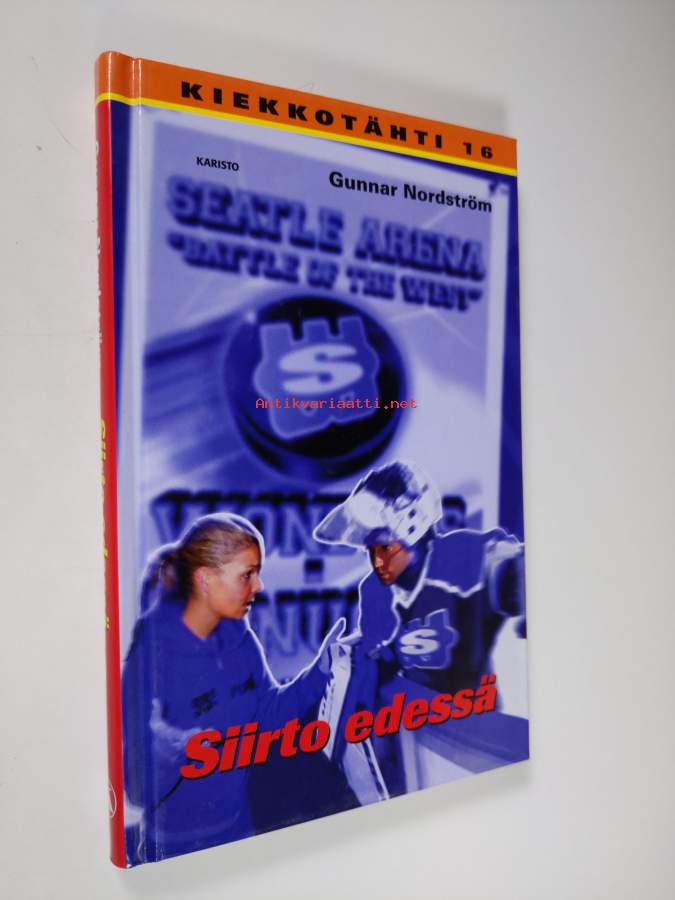 KIEKKOTÄHTI 16
KARISTO
Gunnar Nordström
SEATLE ARENA
"BATTLE OF THE WEST"
S
Antikvariaatti.net
S
Siirto edessä